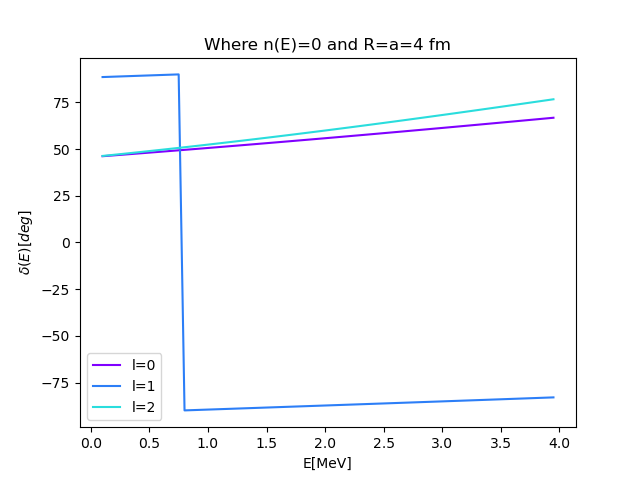 Where n(E)=0 and R=a=4 fm
75
50
25
0
−25
−50
−75
δ(E)[deg]
l=0
l=1
l=2
0.0 0.5 1.0 1.5 2.0 2.5 3.0 3.5 4.0
E[MeV]